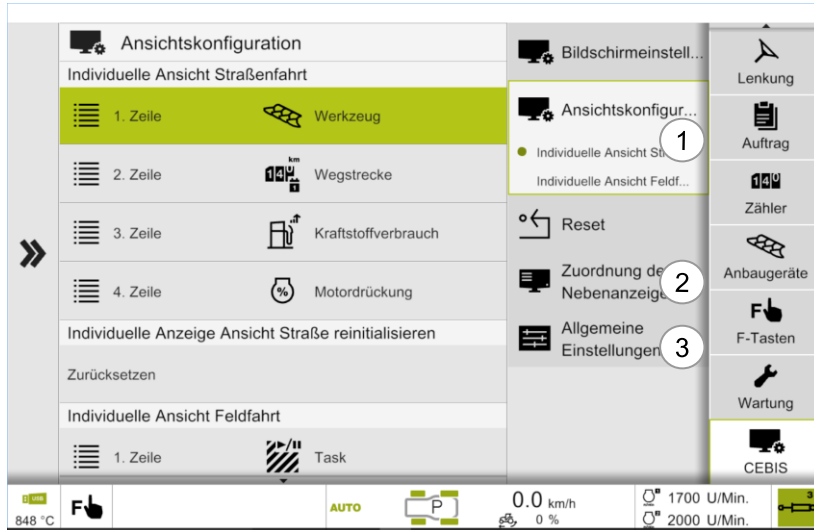 Ansichtskonfiguration
Individuelle Ansicht Straßenfahrt
1. Zeile Werkzeug
2. Zeile km Wegstrecke
3. Zeile Kraftstoffverbrauch
4. Zeile % Motordrückung
Individuelle Anzeige Ansicht Straße reinitialisieren
Zurücksetzen
Individuelle Ansicht Feldfahrt
1. Zeile Task
Bildschirmeinstell...
Ansichtskonfigur...
1
Individuelle Ansicht
Individuelle Ansicht Feldf...
Reset
Zuordnung
Nebenanzeige
2
Allgemeine
Einstellungen
3
Lenkung
Auftrag
Zähler
Anbaugeräte
F
F-Tasten
Wartung
CEBIS
USB
848 °C
F
AUTO
P
0.0 km/h
0 %
1700 U/Min.
2000 U/Min.
3